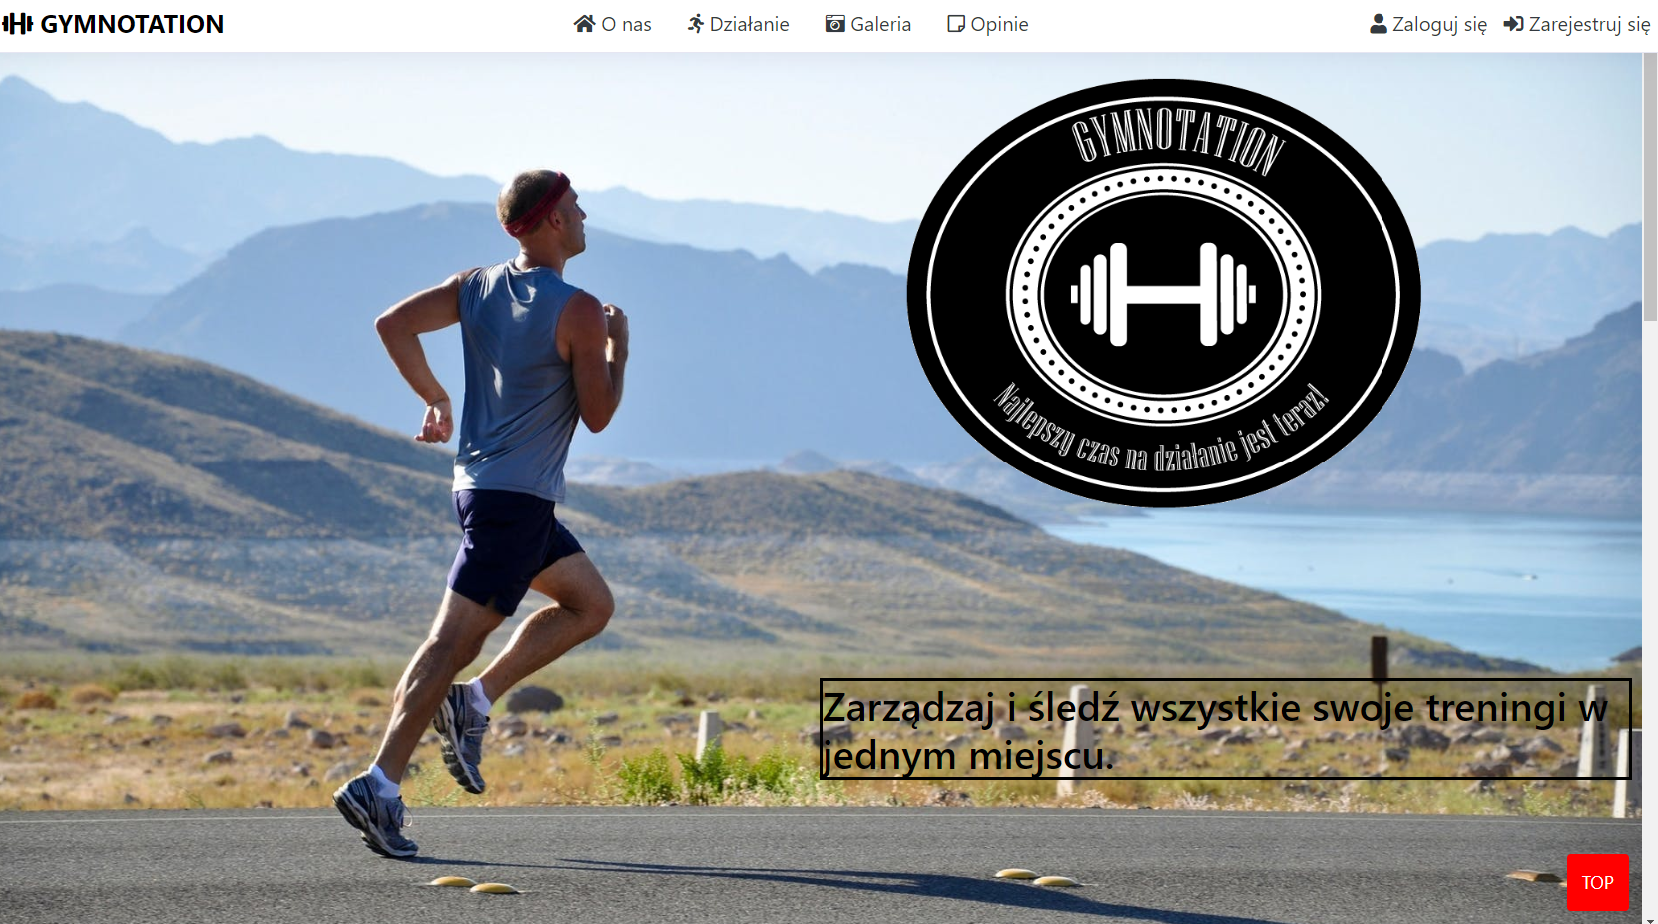 GYMNOTATION
O nas
Działanie
Galeria
Opinie
Zaloguj się
Zarejestruj się
GYMNOTATION
Najlepszy czas na działanie jest teraz!
Zarządzaj i śledź wszystkie swoje treningi w
jednym miejscu.
TOP